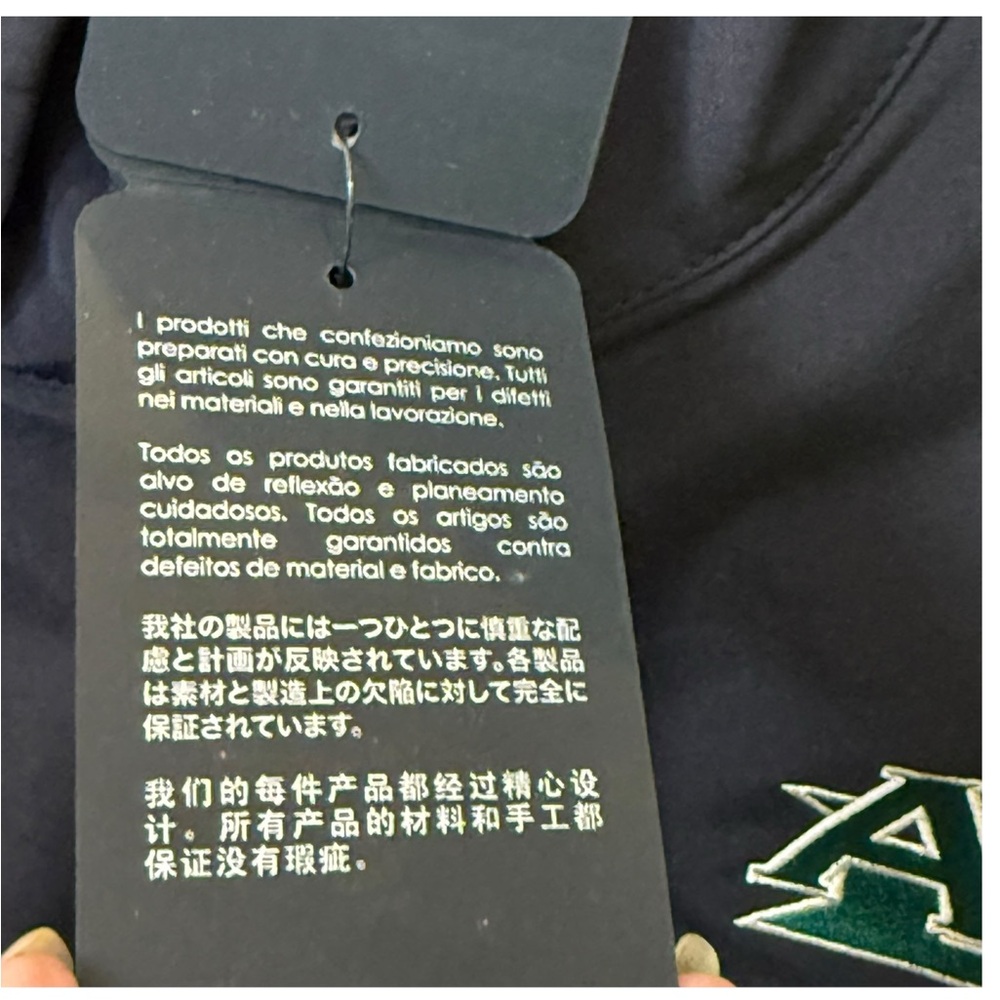 I prodotti che confezioniamo sono
preparati con cura e precisione. Tutti
gli articoli sono garantiti per i difetti
nei materiali e nella lavorazione.
Todos os produtos fabricados são
alvo de reflexão e planeamento
cuidadosos. Todos os artigos são
totalmente garantidos contra
defeitos de material e fabrico.
我社の製品には一つひとつに慎重な配
慮と計画が反映されています。各製品
は素材と製造上の欠陥に対して完全に
保証されています。
我们的每件产品都经过精心设
计。所有产品的材料和手工都
保证没有瑕疵。
A